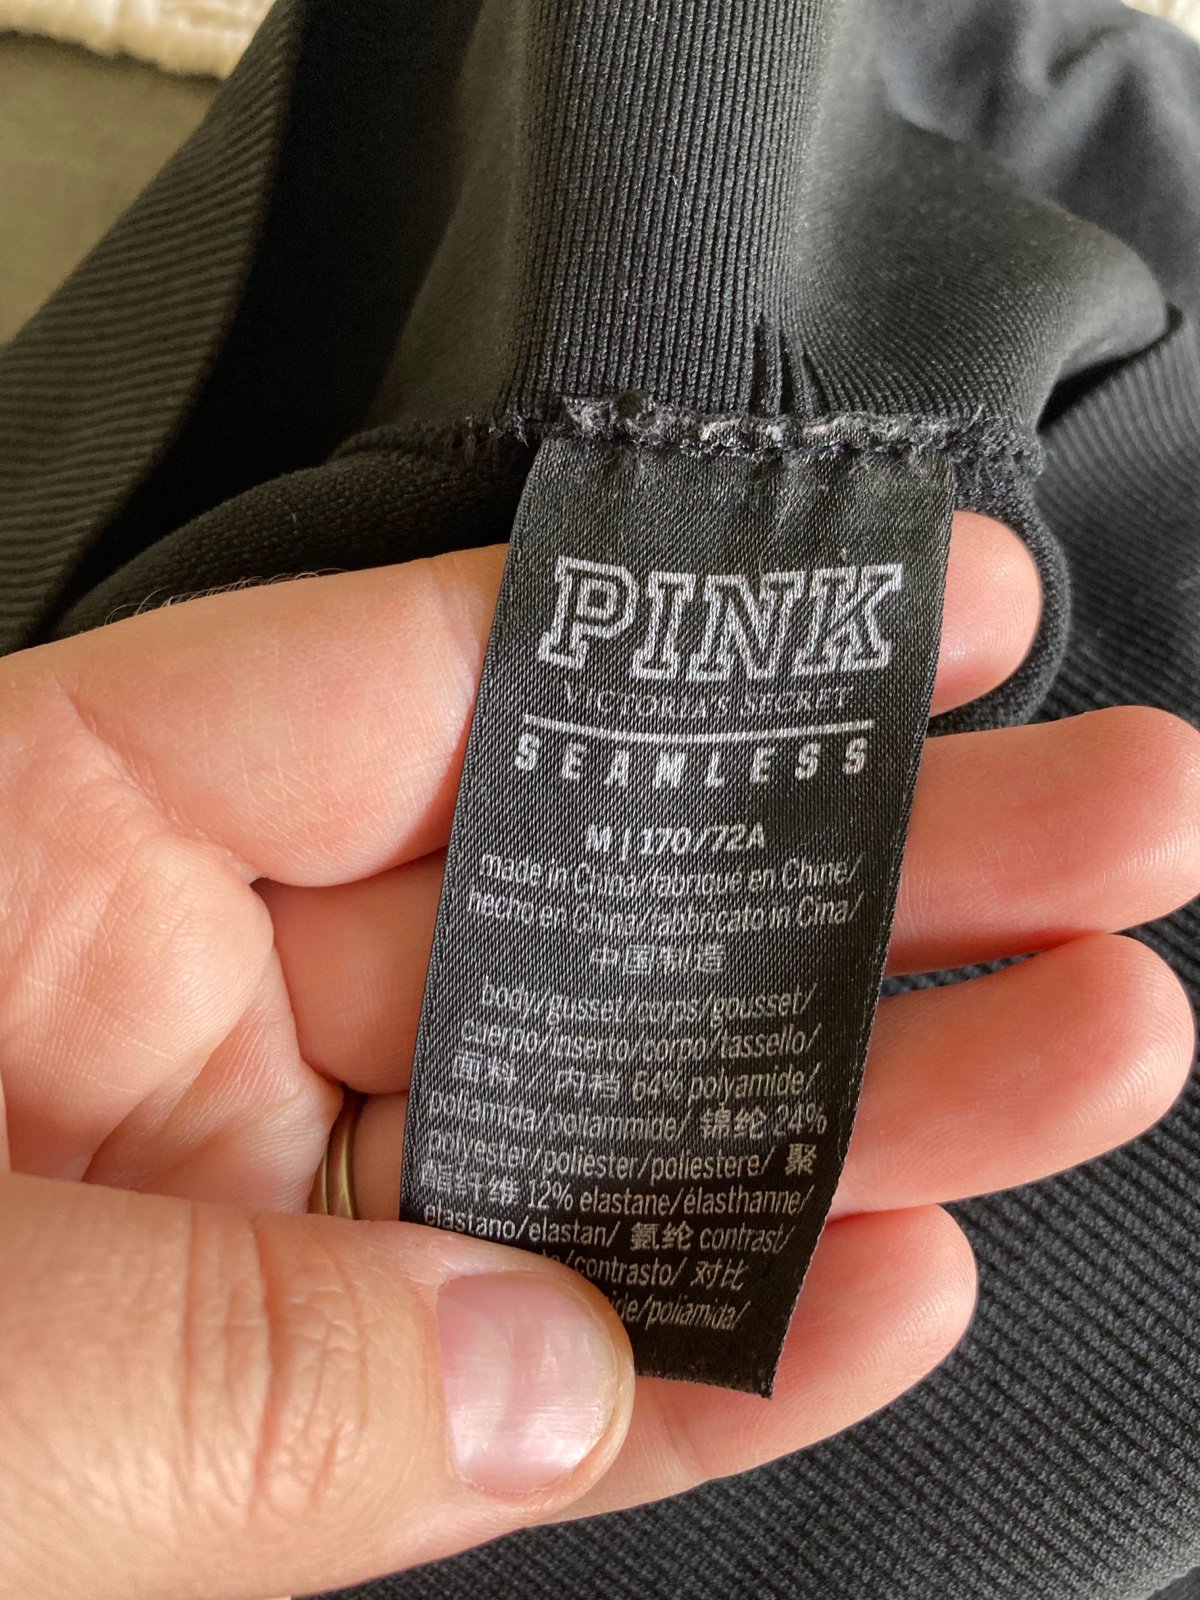 PINK
VICTORIA'S SECRET
SEAMLESS
M | 170/72A
made in China/fabriqué en Chine/
hecho en China/fabbricato in Cina/
中国制造
body/gusset/corps/gousset/
cuerpo/inserto/corpo/tassello/
面料 / 内裆 64% polyamide/
poliamida/poliammide/ 锦纶 24%
polyester/poliéster/poliestere/ 聚
酯纤维 12% elastane/élasthanne/
elastano/elastan/ 氨纶 contrast/
/contrasto/ 对比
/poliamida/